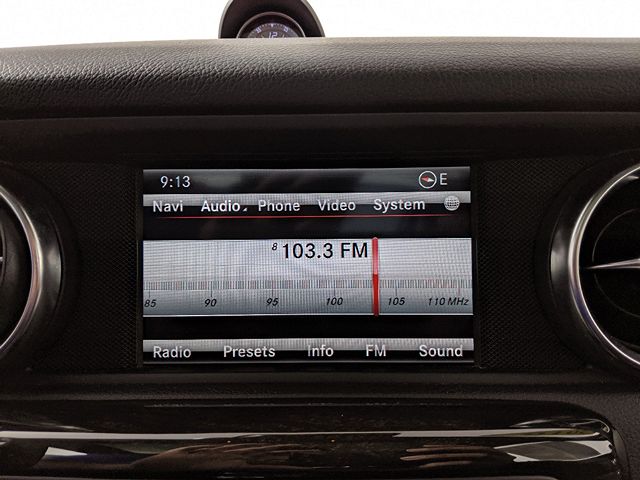 12
9:13 E
Navi Audio Phone Video System
8 103.3 FM
85 90 95 100 105 110 MHz
Radio Presets Info FM Sound